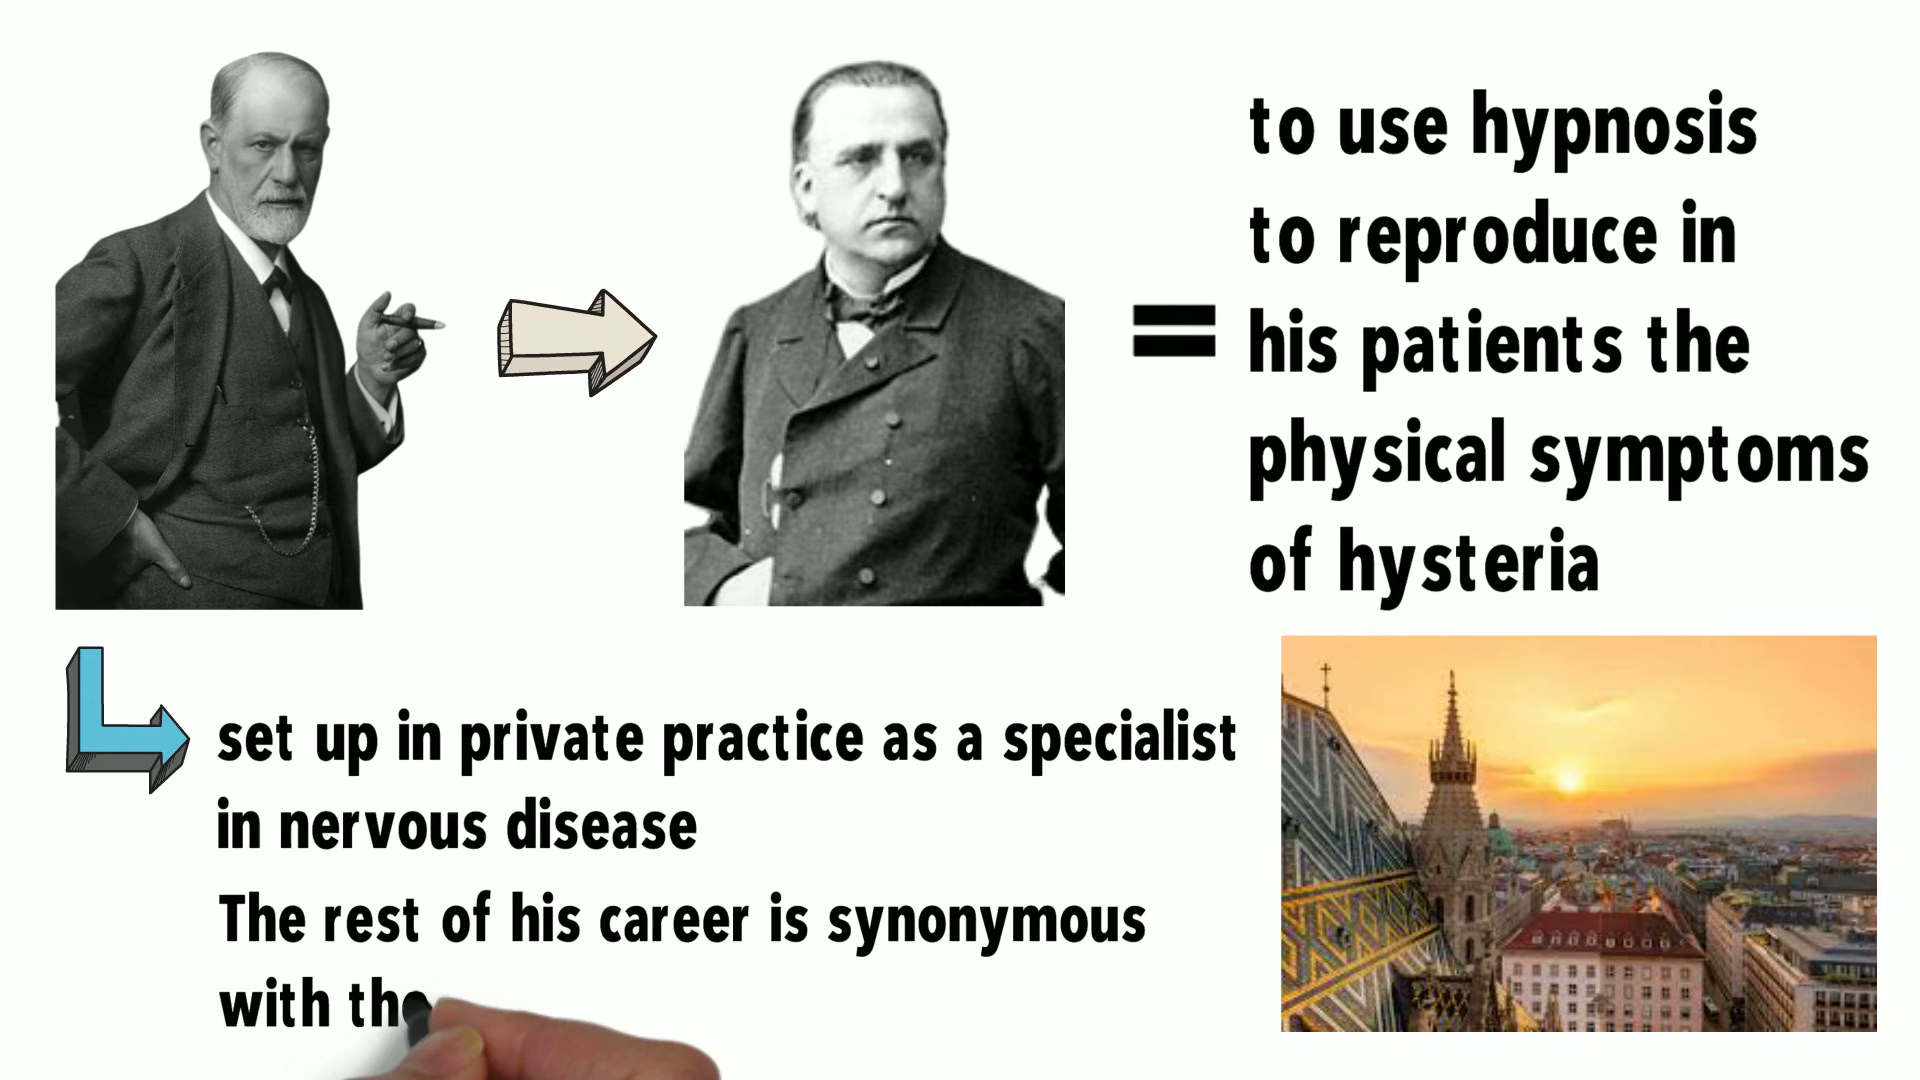 to use hypnosis
to reproduce in
= his patients the
physical symptoms
of hysteria
set up in private practice as a specialist
in nervous disease
The rest of his career is synonymous
with the